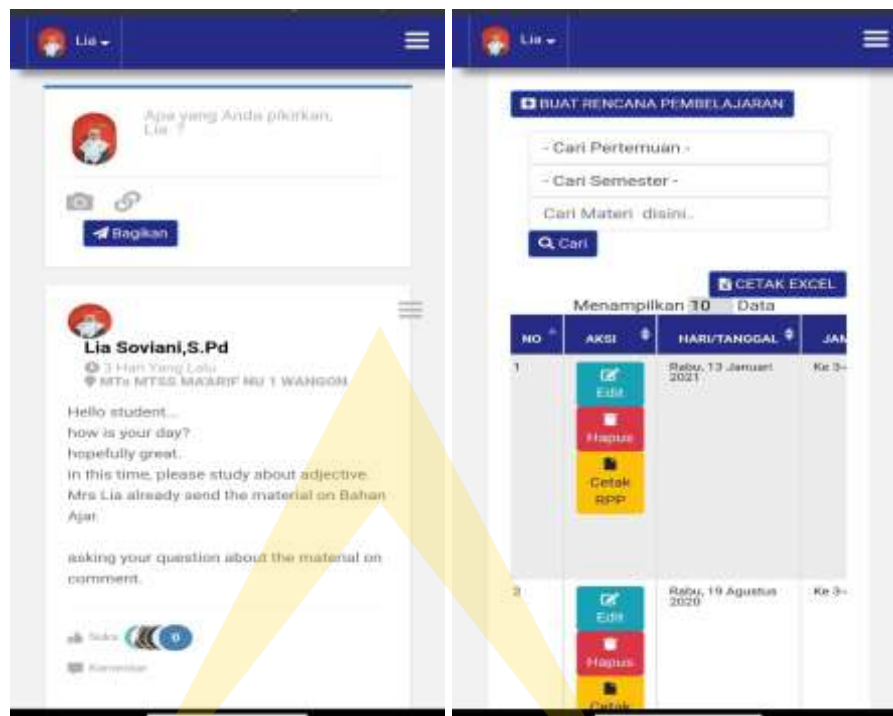 Lia
Apa yang Anda pikirkan,
Lia ?
Bagikan
Lia Soviani,S.Pd
3 Hari Yang Lalu
MTs MTSS MA'ARIF NU 1 WANGON
Hello student...
how is your day?
hopefully great.
in this time, please study about adjective.
Mrs Lia already send the material on Bahan
Ajar.
asking your question about the material on
comment.
Suka 0
Komentar
Lia
BUAT RENCANA PEMBELAJARAN
- Cari Pertemuan -
- Cari Semester -
Cari Materi disini..
Cari
CETAK EXCEL
Menampilkan 10 Data
NO AKSI HARI/TANGGAL JAM
1 Edit Rabu, 13 Januari 2021 Ke 3-
Hapus
Cetak
RPP
2 Edit Rabu, 19 Agustus 2020 Ke 3-
Hapus
Cetak